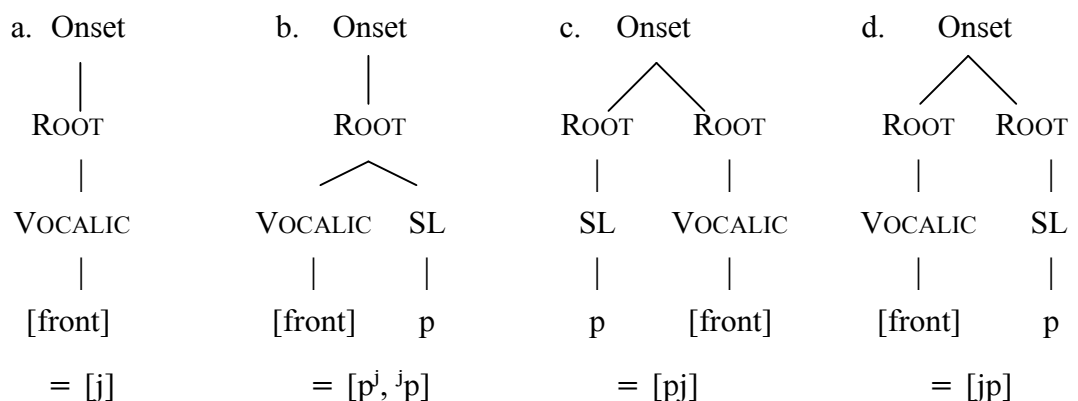 a. Onset b. Onset c. Onset d. Onset
ROOT ROOT ROOT ROOT ROOT ROOT
VOCALIC VOCALIC SL SL VOCALIC VOCALIC SL
[front] [front] p p [front] [front] p
= [j] = [pʲ, ʲp] = [pj] = [jp]